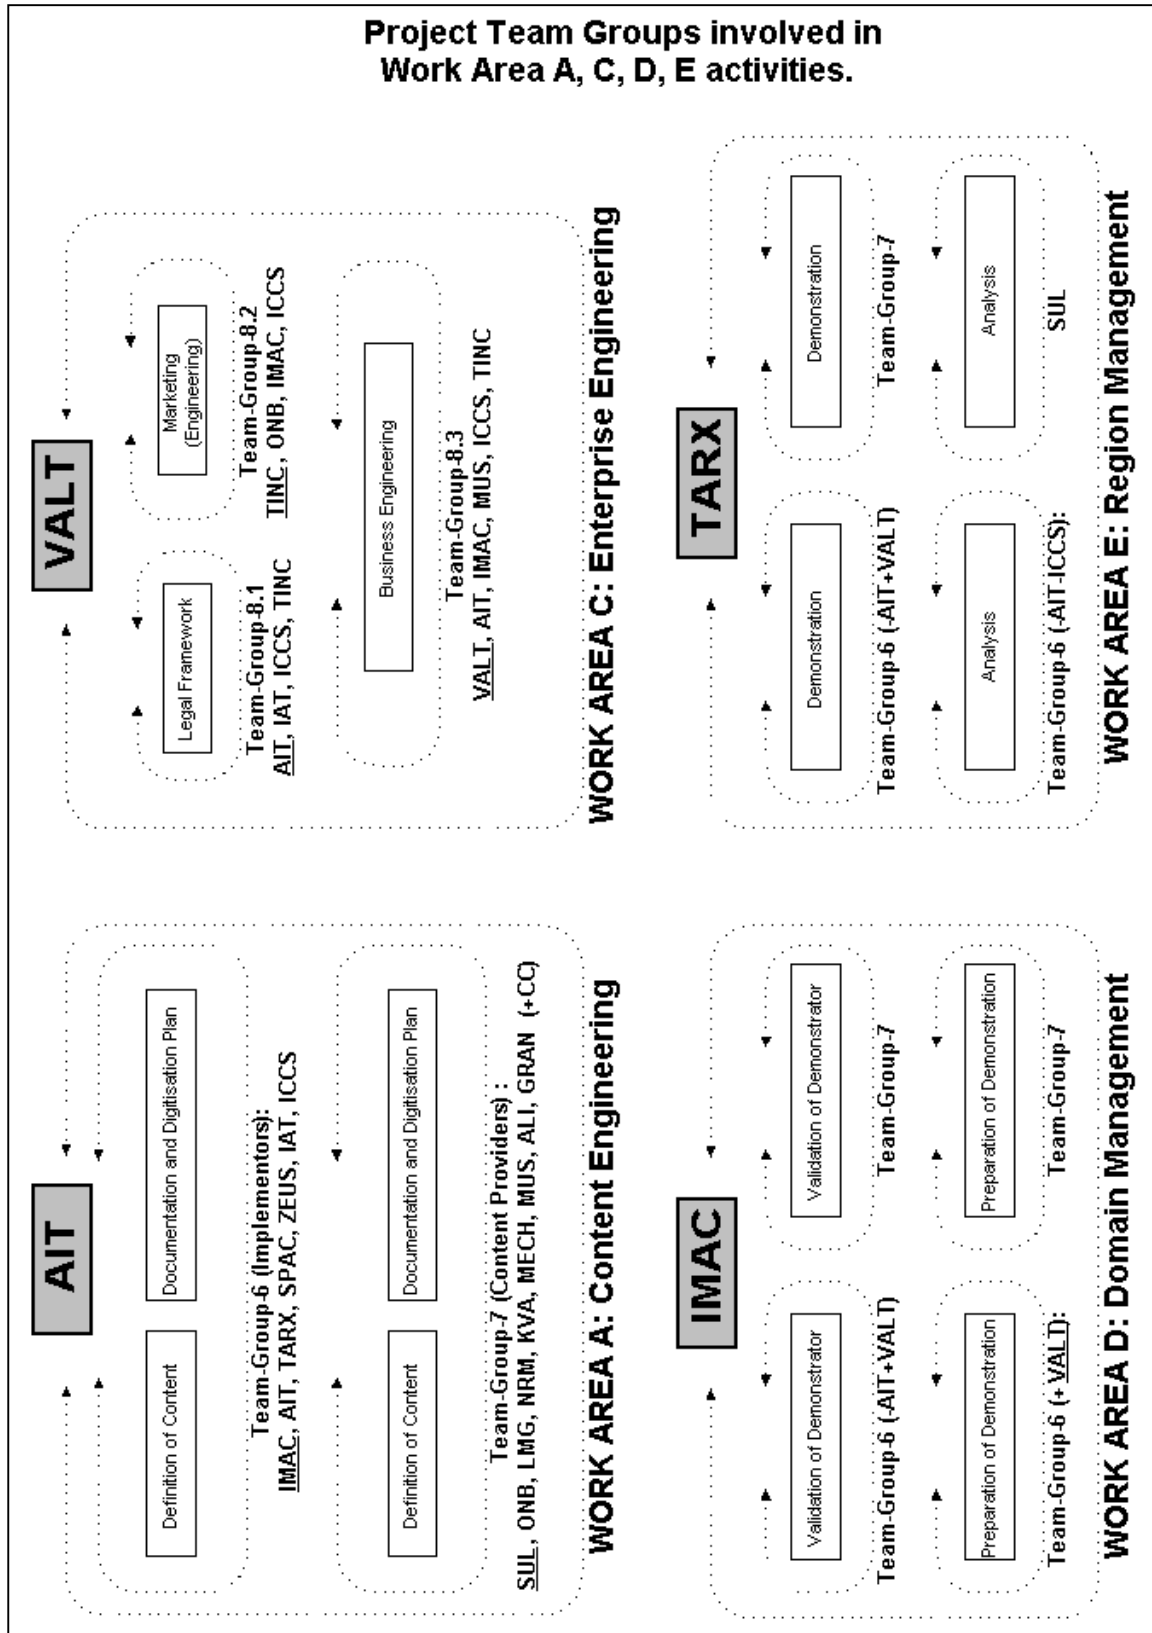 Project Team Groups involved in
Work Area A, C, D, E activities.
AIT
Definition of Content
Documentation and Digitisation Plan
Team-Group-6 (Implementors):
IMAC, AIT, TARX, SPAC, ZEUS, IAT, ICCS
Definition of Content
Documentation and Digitisation Plan
Team-Group-7 (Content Providers) :
SUL, ONB, LMG, NRM, KVA, MECH, MUS, ALI, GRAN (+CC)
WORK AREA A: Content Engineering
VALT
Legal Framework
Team-Group-8.1
AIT, IAT, ICCS, TINC
Marketing
(Engineering)
Team-Group-8.2
TINC, ONB, IMAC, ICCS
Business Engineering
Team-Group-8.3
VALT, AIT, IMAC, MUS, ICCS, TINC
WORK AREA C: Enterprise Engineering
IMAC
Validation of Demonstrator
Team-Group-6 (-AIT+VALT)
Validation of Demonstrator
Team-Group-7
Preparation of Demonstration
Team-Group-6 (+ VALT):
Preparation of Demonstration
Team-Group-7
WORK AREA D: Domain Management
TARX
Demonstration
Team-Group-6 (-AIT+VALT)
Demonstration
Team-Group-7
Analysis
Team-Group-6 (-AIT-ICCS):
Analysis
SUL
WORK AREA E: Region Management